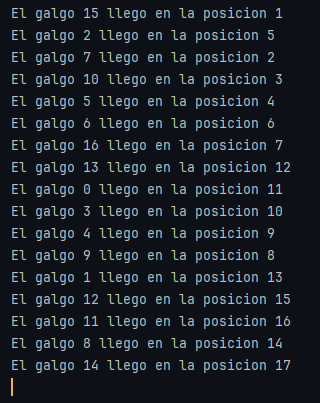 El galgo 15 llego en la posicion 1
El galgo 2 llego en la posicion 5
El galgo 7 llego en la posicion 2
El galgo 10 llego en la posicion 3
El galgo 5 llego en la posicion 4
El galgo 6 llego en la posicion 6
El galgo 16 llego en la posicion 7
El galgo 13 llego en la posicion 12
El galgo 0 llego en la posicion 11
El galgo 3 llego en la posicion 10
El galgo 4 llego en la posicion 9
El galgo 9 llego en la posicion 8
El galgo 1 llego en la posicion 13
El galgo 12 llego en la posicion 15
El galgo 11 llego en la posicion 16
El galgo 8 llego en la posicion 14
El galgo 14 llego en la posicion 17